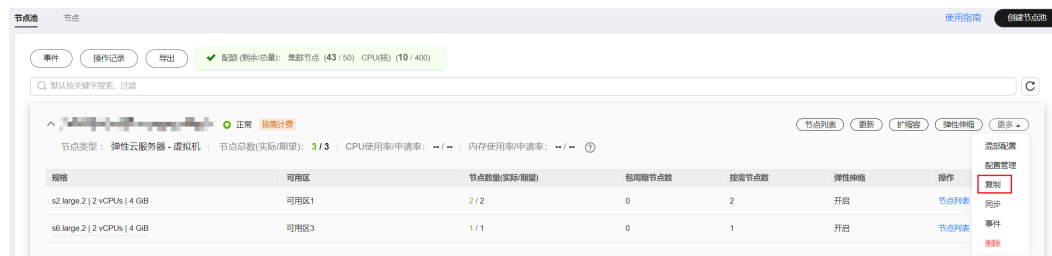 节点池 节点 使用指南 创建节点池
事件 操作记录 导出 配额 (剩余/总量): 集群节点 (43 / 50) CPU(核) (10 / 400)
默认按关键字搜索、过滤
正常 按需计费 节点列表 更新 扩缩容 弹性伸缩 更多
节点类型: 弹性云服务器 - 虚拟机 节点总数(实际/期望): 3 / 3 CPU使用率/申请率: -- / -- 内存使用率/申请率: -- / --
混部配置
配置管理
规格 可用区 节点数量(实际/期望) 包周期节点数 按需节点数 弹性伸缩 操作
复制
s2.large.2 | 2 vCPUs | 4 GiB 可用区1 2 / 2 0 2 开启 节点列表
同步
事件
s6.large.2 | 2 vCPUs | 4 GiB 可用区3 1 / 1 0 1 开启 节点列表
删除